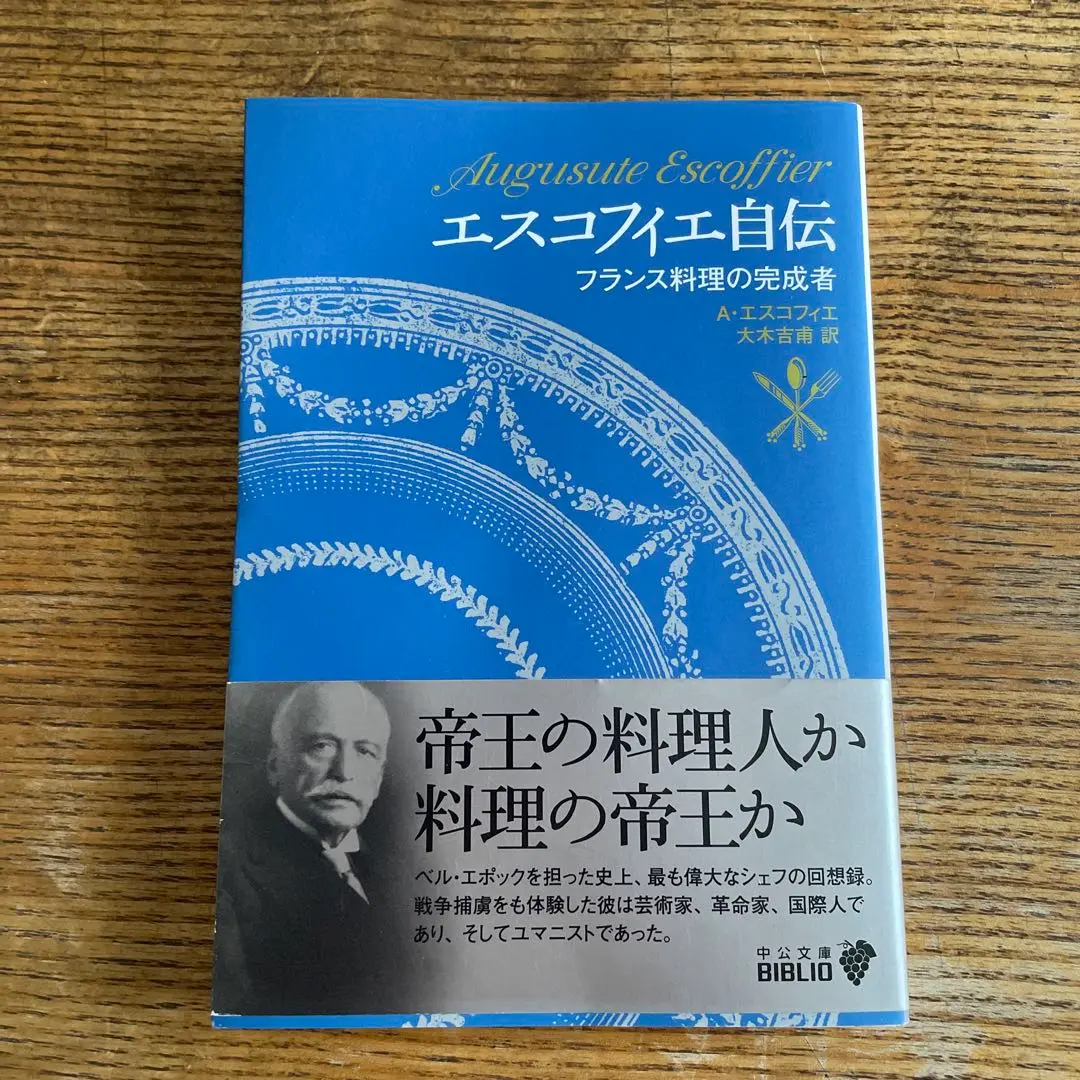 Augusute Escoffier
エスコフィエ自伝
フランス料理の完成者
A・エスコフィエ
大木吉甫 訳
帝王の料理人か
料理の帝王か
ベル・エポックを担った史上、最も偉大なシェフの回想録。
戦争捕虜をも体験した彼は芸術家、革命家、国際人で
あり、そしてユマニストであった。
中公文庫
BIBLIO